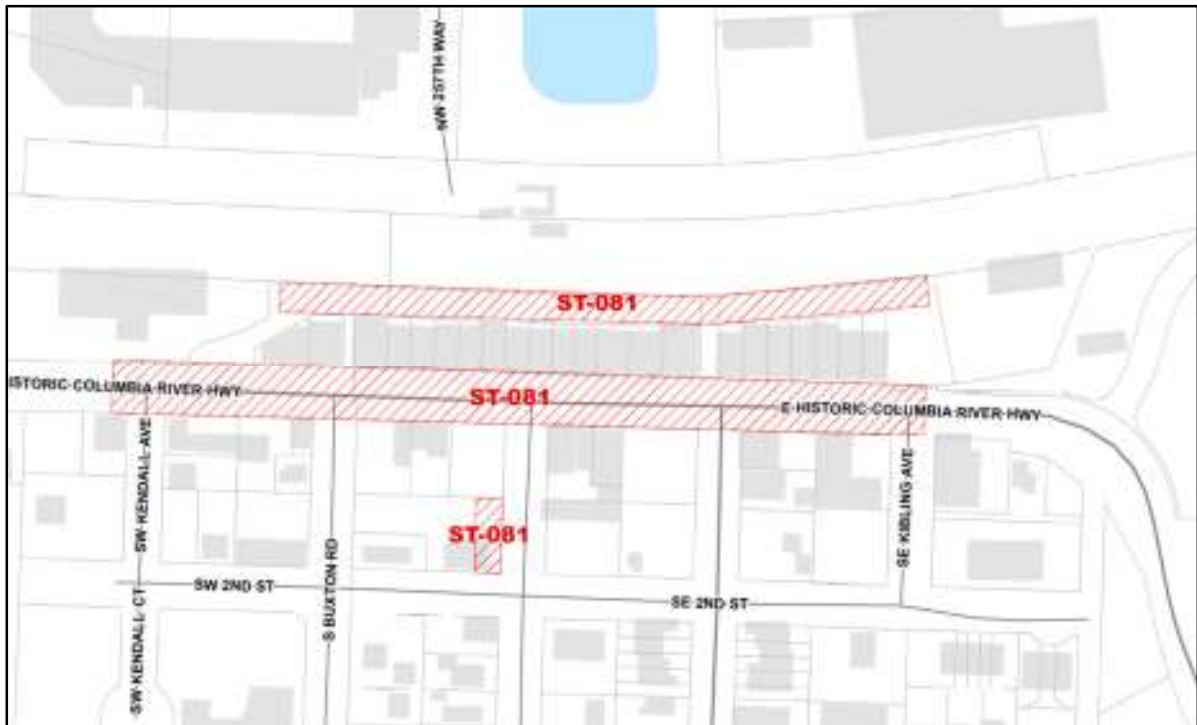 NW 257TH WAY
ST-081
ISTORIC-COLUMBIA-RIVER-HWY
ST-081
E-HISTORIC-COLUMBIA-RIVER-HWY
SW-KENDALL-AVE
SE-KIBLING-AVE
ST-081
S BUXTON RD
SW 2ND ST
SE 2ND ST
SW-KENDALL-CT